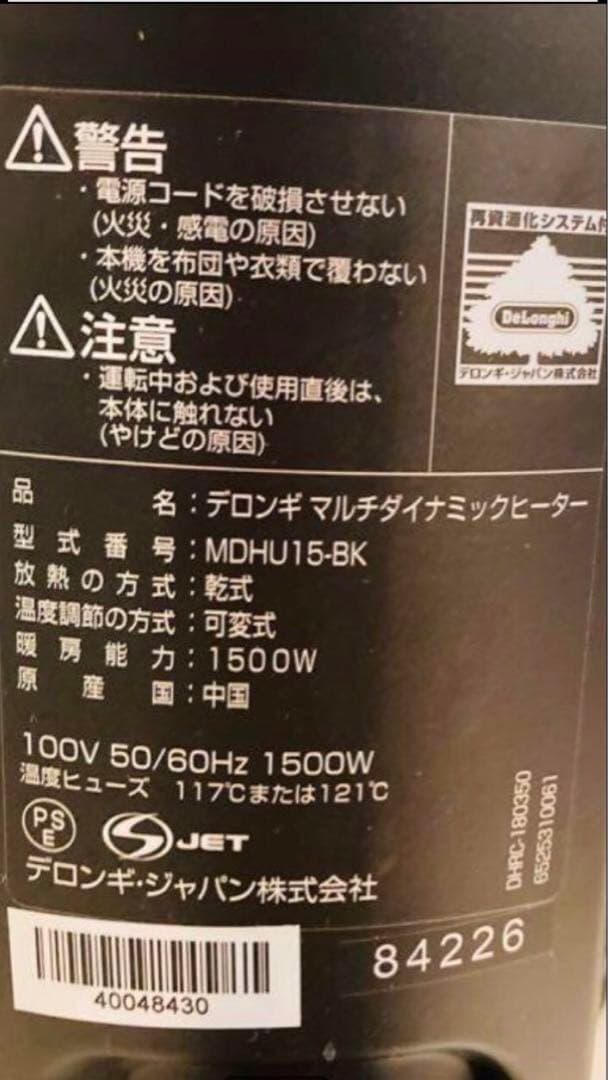 警告
・電源コードを破損させない
(火災・感電の原因)
・本機を布団や衣類で覆わない
(火災の原因)
注意
・運転中および使用直後は、
本体に触れない
(やけどの原因)
再資源化システム
DeLonghi
デロンギ・ジャパン株式会社
品名：デロンギ マルチダイナミックヒーター
型式番号：MDHU15-BK
放熱の方式：乾式
温度調節の方式：可変式
暖房能力：1500W
原産国：中国
100V 50/60Hz 1500W
温度ヒューズ 117℃または121℃
PSE
JET
デロンギ・ジャパン株式会社
DHRC-180350
6525310061
40048430
84226